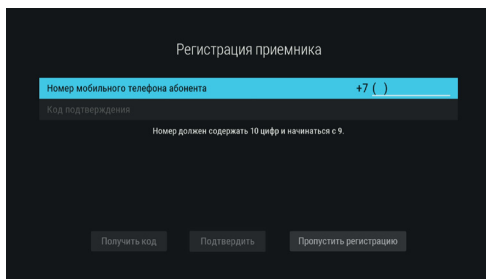 Регистрация приемника
Номер мобильного телефона абонента +7 ( )
Код подтверждения
Номер должен содержать 10 цифр и начинаться с 9.
Получить код Подтвердить Пропустить регистрацию